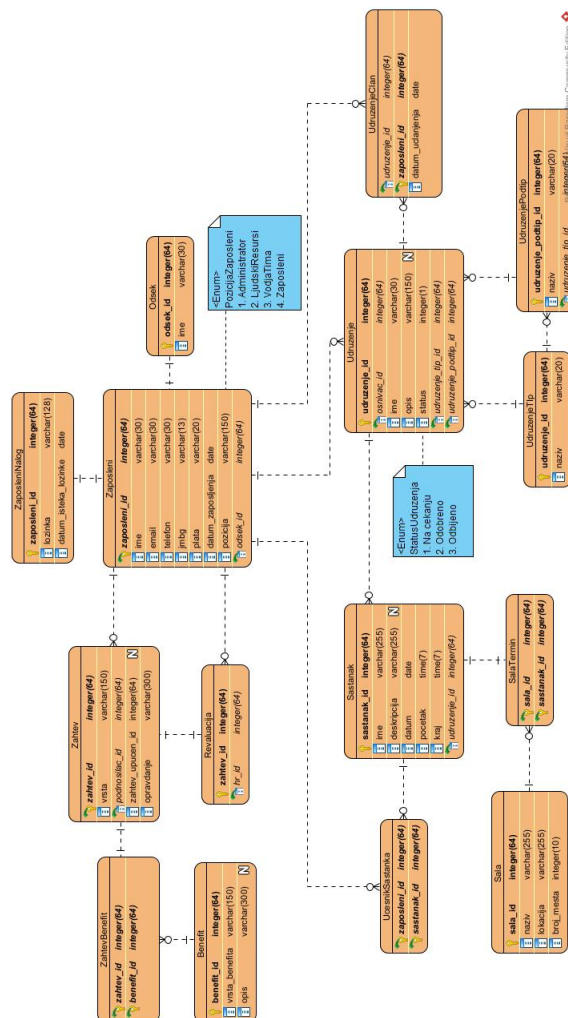 ZaposleniNalog
zaposleni_id integer(64)
lozinka varchar(128)
datum_isteka_lozinke date
Odsek
odsek_id integer(64)
ime varchar(30)
Zaposleni
zaposleni_id integer(64)
ime varchar(30)
email varchar(30)
telefon varchar(30)
jmbg varchar(13)
plata varchar(20)
datum_zaposljenja date
pozicija varchar(150)
odsek_id integer(64)
<Enum>
PozicijaZaposleni
1. Administrator
2. LjudskiResursi
3. VodjaTima
4. Zaposleni
Zahtev
zahtev_id integer(64)
vrsta varchar(150)
podnosilac_id integer(64)
zahtev_upucen_id integer(64)
opravdanje varchar(300)
N
Revaluacija
zahtev_id integer(64)
hr_id integer(64)
ZahtevBenefit
zahtev_id integer(64)
benefit_id integer(64)
Benefit
benefit_id integer(64)
vrsta_benefita varchar(150)
opis varchar(300)
N
UdruzenjeClan
udruzenje_id integer(64)
zaposleni_id integer(64)
datum_uclanjenja date
Udruzenje
udruzenje_id integer(64)
osnivac_id integer(64)
ime varchar(30)
opis varchar(150)
status integer(1)
udruzenje_tip_id integer(64)
udruzenje_podtip_id integer(64)
N
<Enum>
StatusUdruzenja
1. Na cekanju
2. Odobreno
3. Odbijeno
UdruzenjePodtip
udruzenje_podtip_id integer(64)
naziv varchar(20)
udruzenje_tip_id integer(64)
UdruzenjeTip
udruzenje_id integer(64)
naziv varchar(20)
Sastanak
sastanak_id integer(64)
ime varchar(255)
deskripcija varchar(255)
datum date
pocetak time(7)
kraj time(7)
udruzenje_id integer(64)
N
SalaTermin
sala_id integer(64)
sastanak_id integer(64)
UcesnikSastanka
zaposleni_id integer(64)
sastanak_id integer(64)
Sala
sala_id integer(64)
naziv varchar(255)
lokacija varchar(255)
broj_mesta integer(10)
Paradigm Community Edition